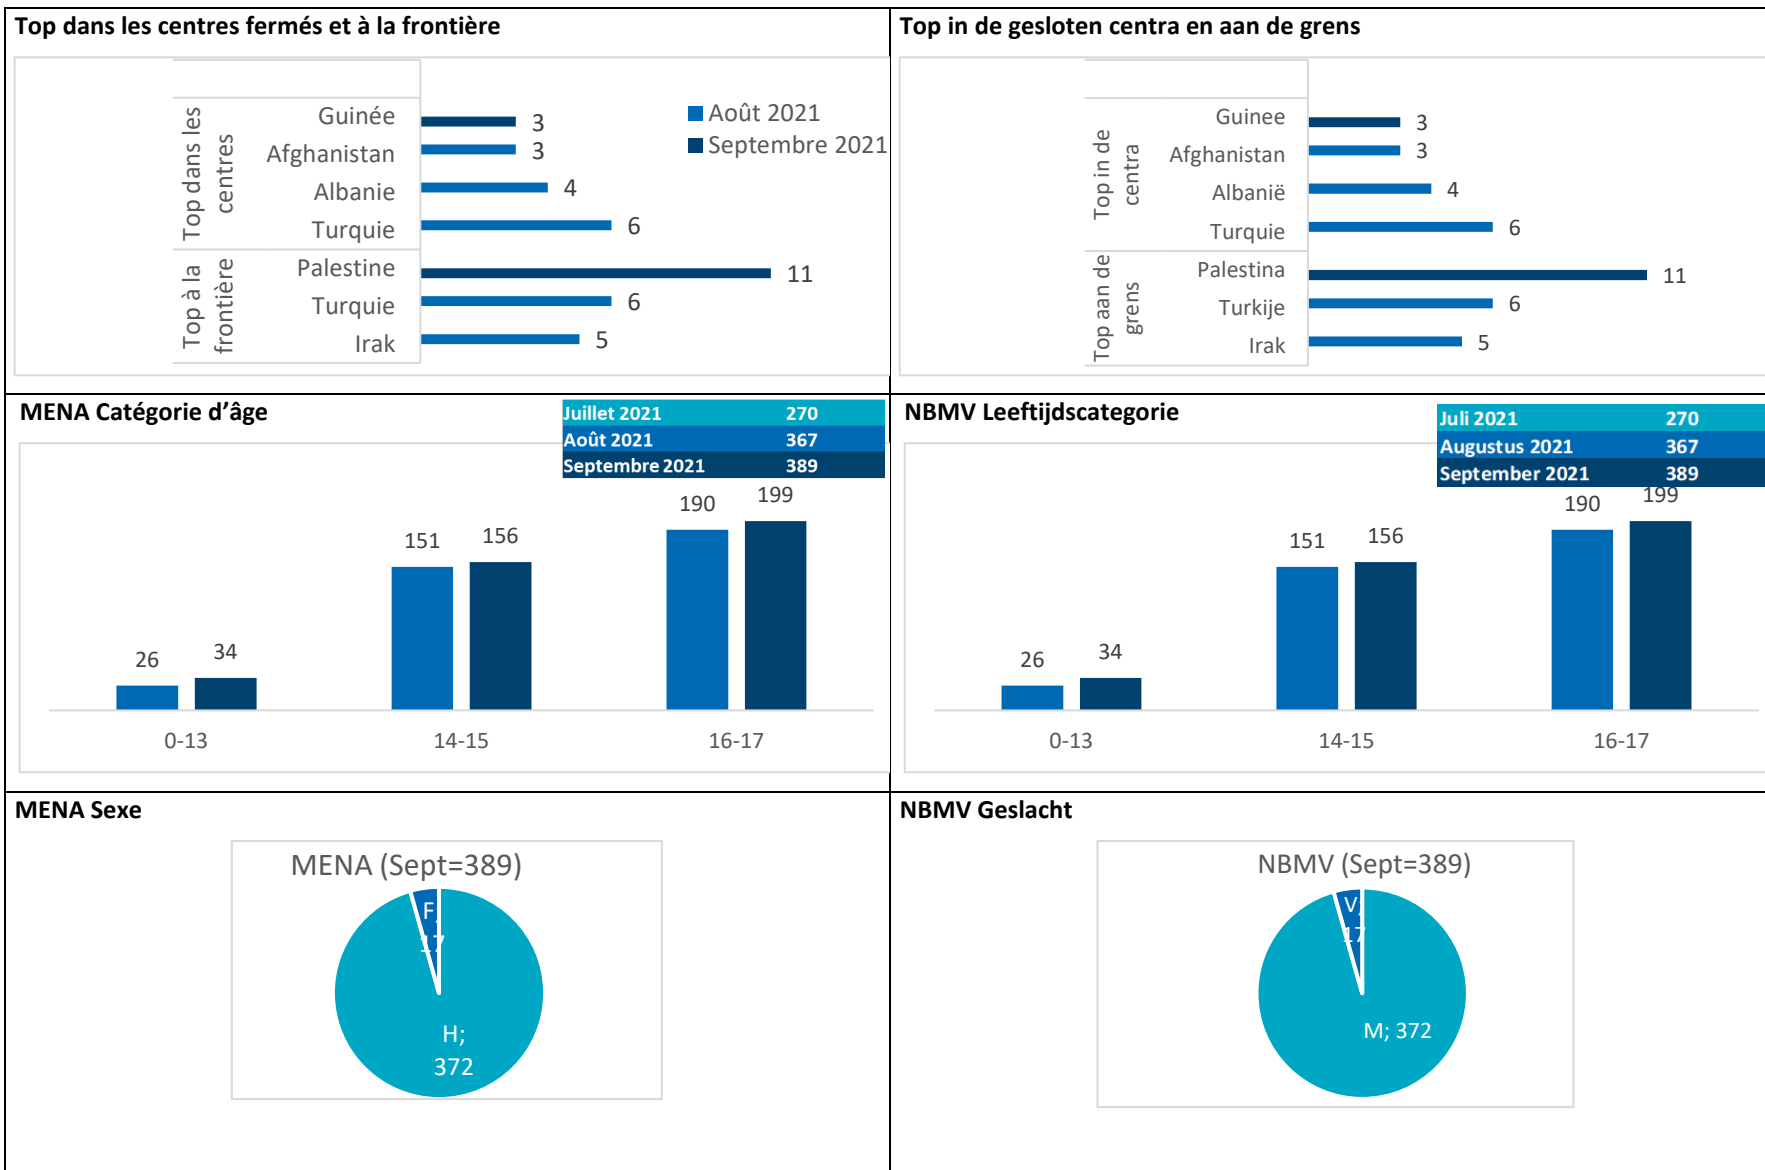 Top dans les centres fermés et à la frontière
Top dans les centres
Guinée 3
Afghanistan 3
Albanie 4
Turquie 6
Top à la frontière
Palestine 11
Turquie 6
Irak 5
Août 2021
Septembre 2021
Top in de gesloten centra en aan de grens
Top in de centra
Guinee 3
Afghanistan 3
Albanië 4
Turquie 6
Top aan de grens
Palestina 11
Turkije 6
Irak 5
MENA Catégorie d’âge
Juillet 2021 270
Août 2021 367
Septembre 2021 389
26 34
151 156
190 199
0-13 14-15 16-17
NBMV Leeftijdscategorie
Juli 2021 270
Augustus 2021 367
September 2021 389
26 34
151 156
190 199
0-13 14-15 16-17
MENA Sexe
MENA (Sept=389)
F;
17
H;
372
NBMV Geslacht
NBMV (Sept=389)
V;
17
M; 372